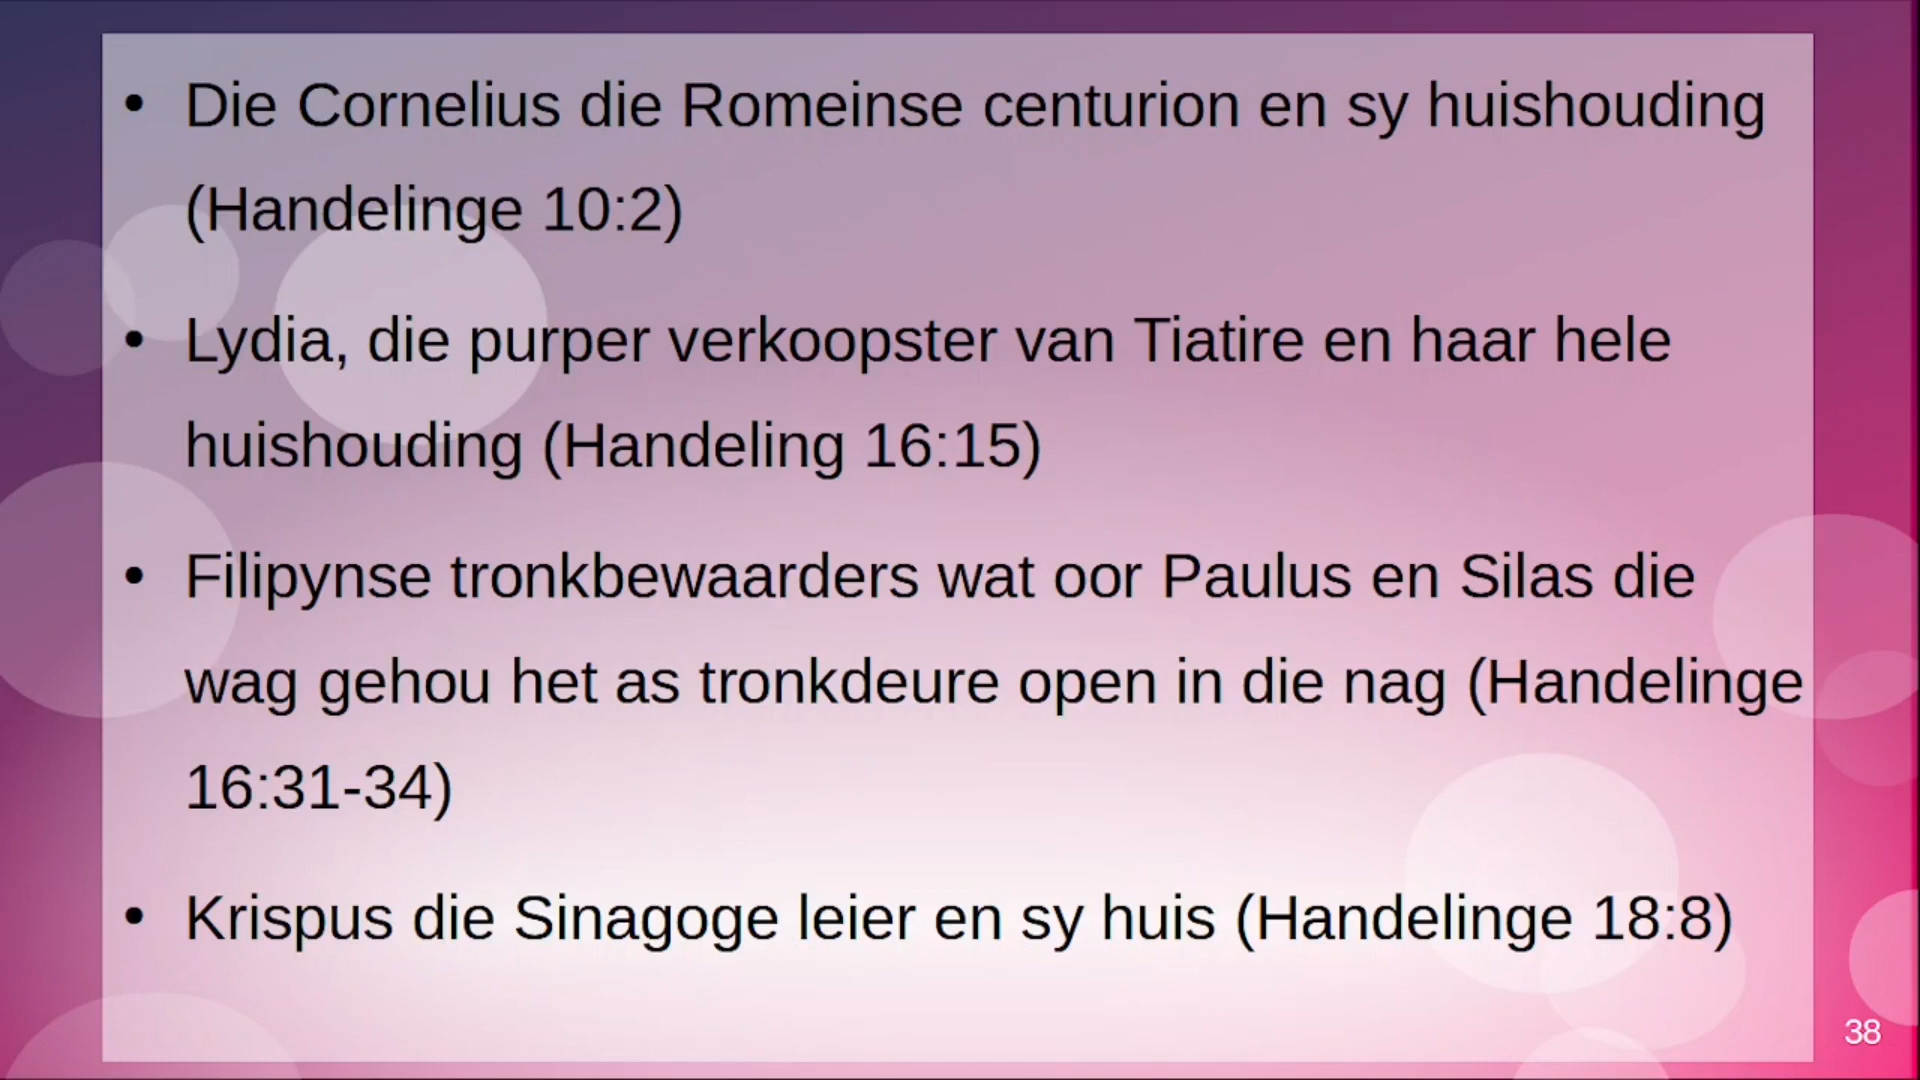 • Die Cornelius die Romeinse centurion en sy huishouding
(Handelinge 10:2)
• Lydia, die purper verkoopster van Tiatire en haar hele
huishouding (Handeling 16:15)
• Filipynse tronkbewaarders wat oor Paulus en Silas die
wag gehou het as tronkdeure open in die nag (Handelinge
16:31-34)
• Krispus die Sinagoge leier en sy huis (Handelinge 18:8)
38